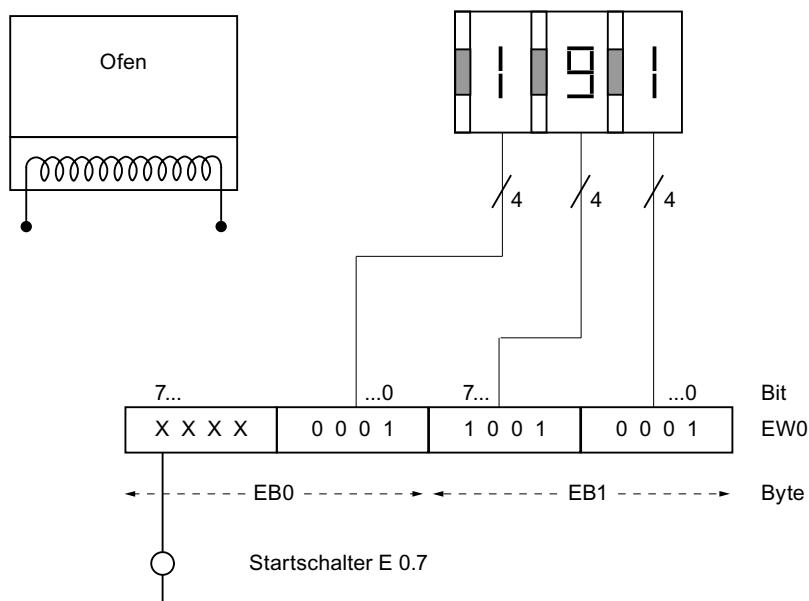 Ofen
1 9 1
4 4 4
7... ...0 7... ...0 Bit
X X X X 0 0 0 1 1 0 0 1 0 0 0 1 EW0
EB0 EB1 Byte
Startschalter E 0.7